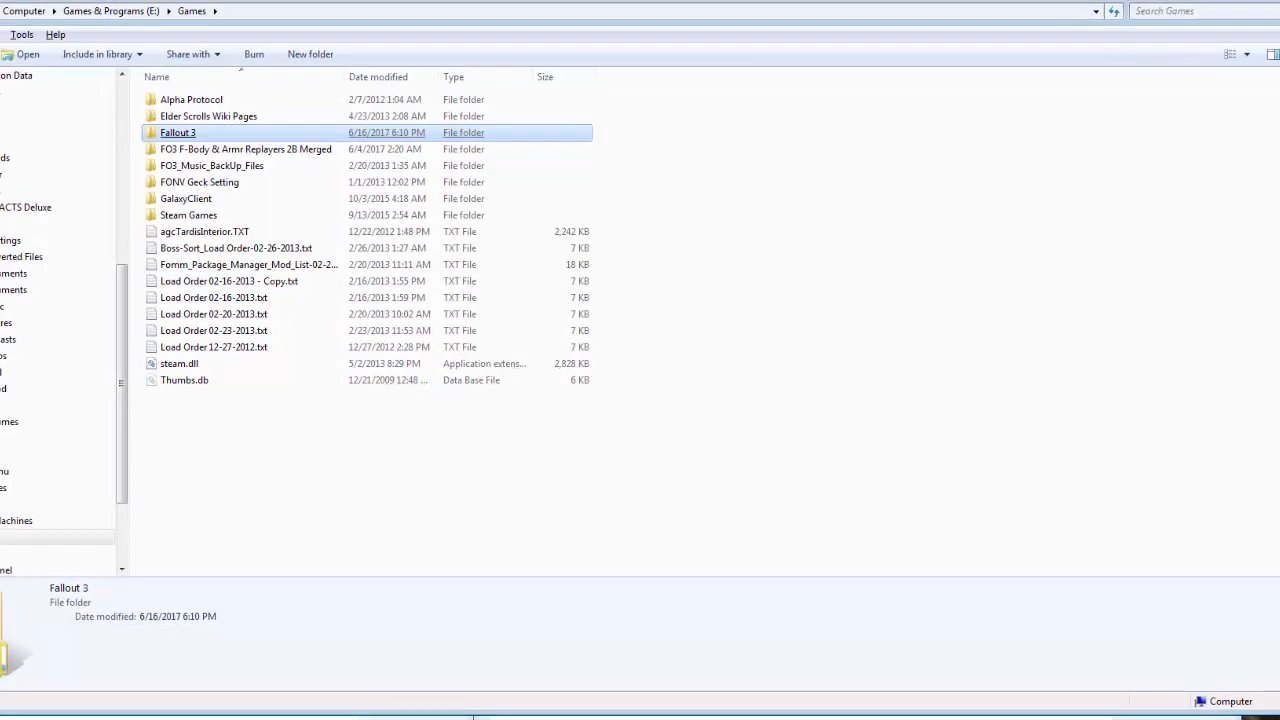 Computer ▸ Games & Programs (E:) ▸ Games ▸
Search Games
Tools Help
Open Include in library Share with Burn New folder
on Data
ds
r
ACTS Deluxe
tings
erted Files
uments
uments
c
res
asts
os
d
umes
nu
es
Machines
nel
Name Date modified Type Size
Alpha Protocol 2/7/2012 1:04 AM File folder
Elder Scrolls Wiki Pages 4/23/2013 2:08 AM File folder
Fallout 3 6/16/2017 6:10 PM File folder
FO3 F-Body & Armr Replayers 2B Merged 6/4/2017 2:20 AM File folder
FO3_Music_BackUp_Files 2/20/2013 1:35 AM File folder
FONV Geck Setting 1/1/2013 12:02 PM File folder
GalaxyClient 10/3/2015 4:18 AM File folder
Steam Games 9/13/2015 2:54 AM File folder
agcTardisInterior.TXT 12/22/2012 1:48 PM TXT File 2,242 KB
Boss-Sort_Load Order-02-26-2013.txt 2/26/2013 1:27 AM TXT File 7 KB
Fomm_Package_Manager_Mod_List-02-2... 2/20/2013 11:11 AM TXT File 18 KB
Load Order 02-16-2013 - Copy.txt 2/16/2013 1:55 PM TXT File 7 KB
Load Order 02-16-2013.txt 2/16/2013 1:59 PM TXT File 7 KB
Load Order 02-20-2013.txt 2/20/2013 10:02 AM TXT File 7 KB
Load Order 02-23-2013.txt 2/23/2013 11:53 AM TXT File 7 KB
Load Order 12-27-2012.txt 12/27/2012 2:28 PM TXT File 7 KB
steam.dll 5/2/2013 8:29 PM Application extens... 2,828 KB
Thumbs.db 12/21/2009 12:48 ... Data Base File 6 KB
Fallout 3
File folder
Date modified: 6/16/2017 6:10 PM
Computer